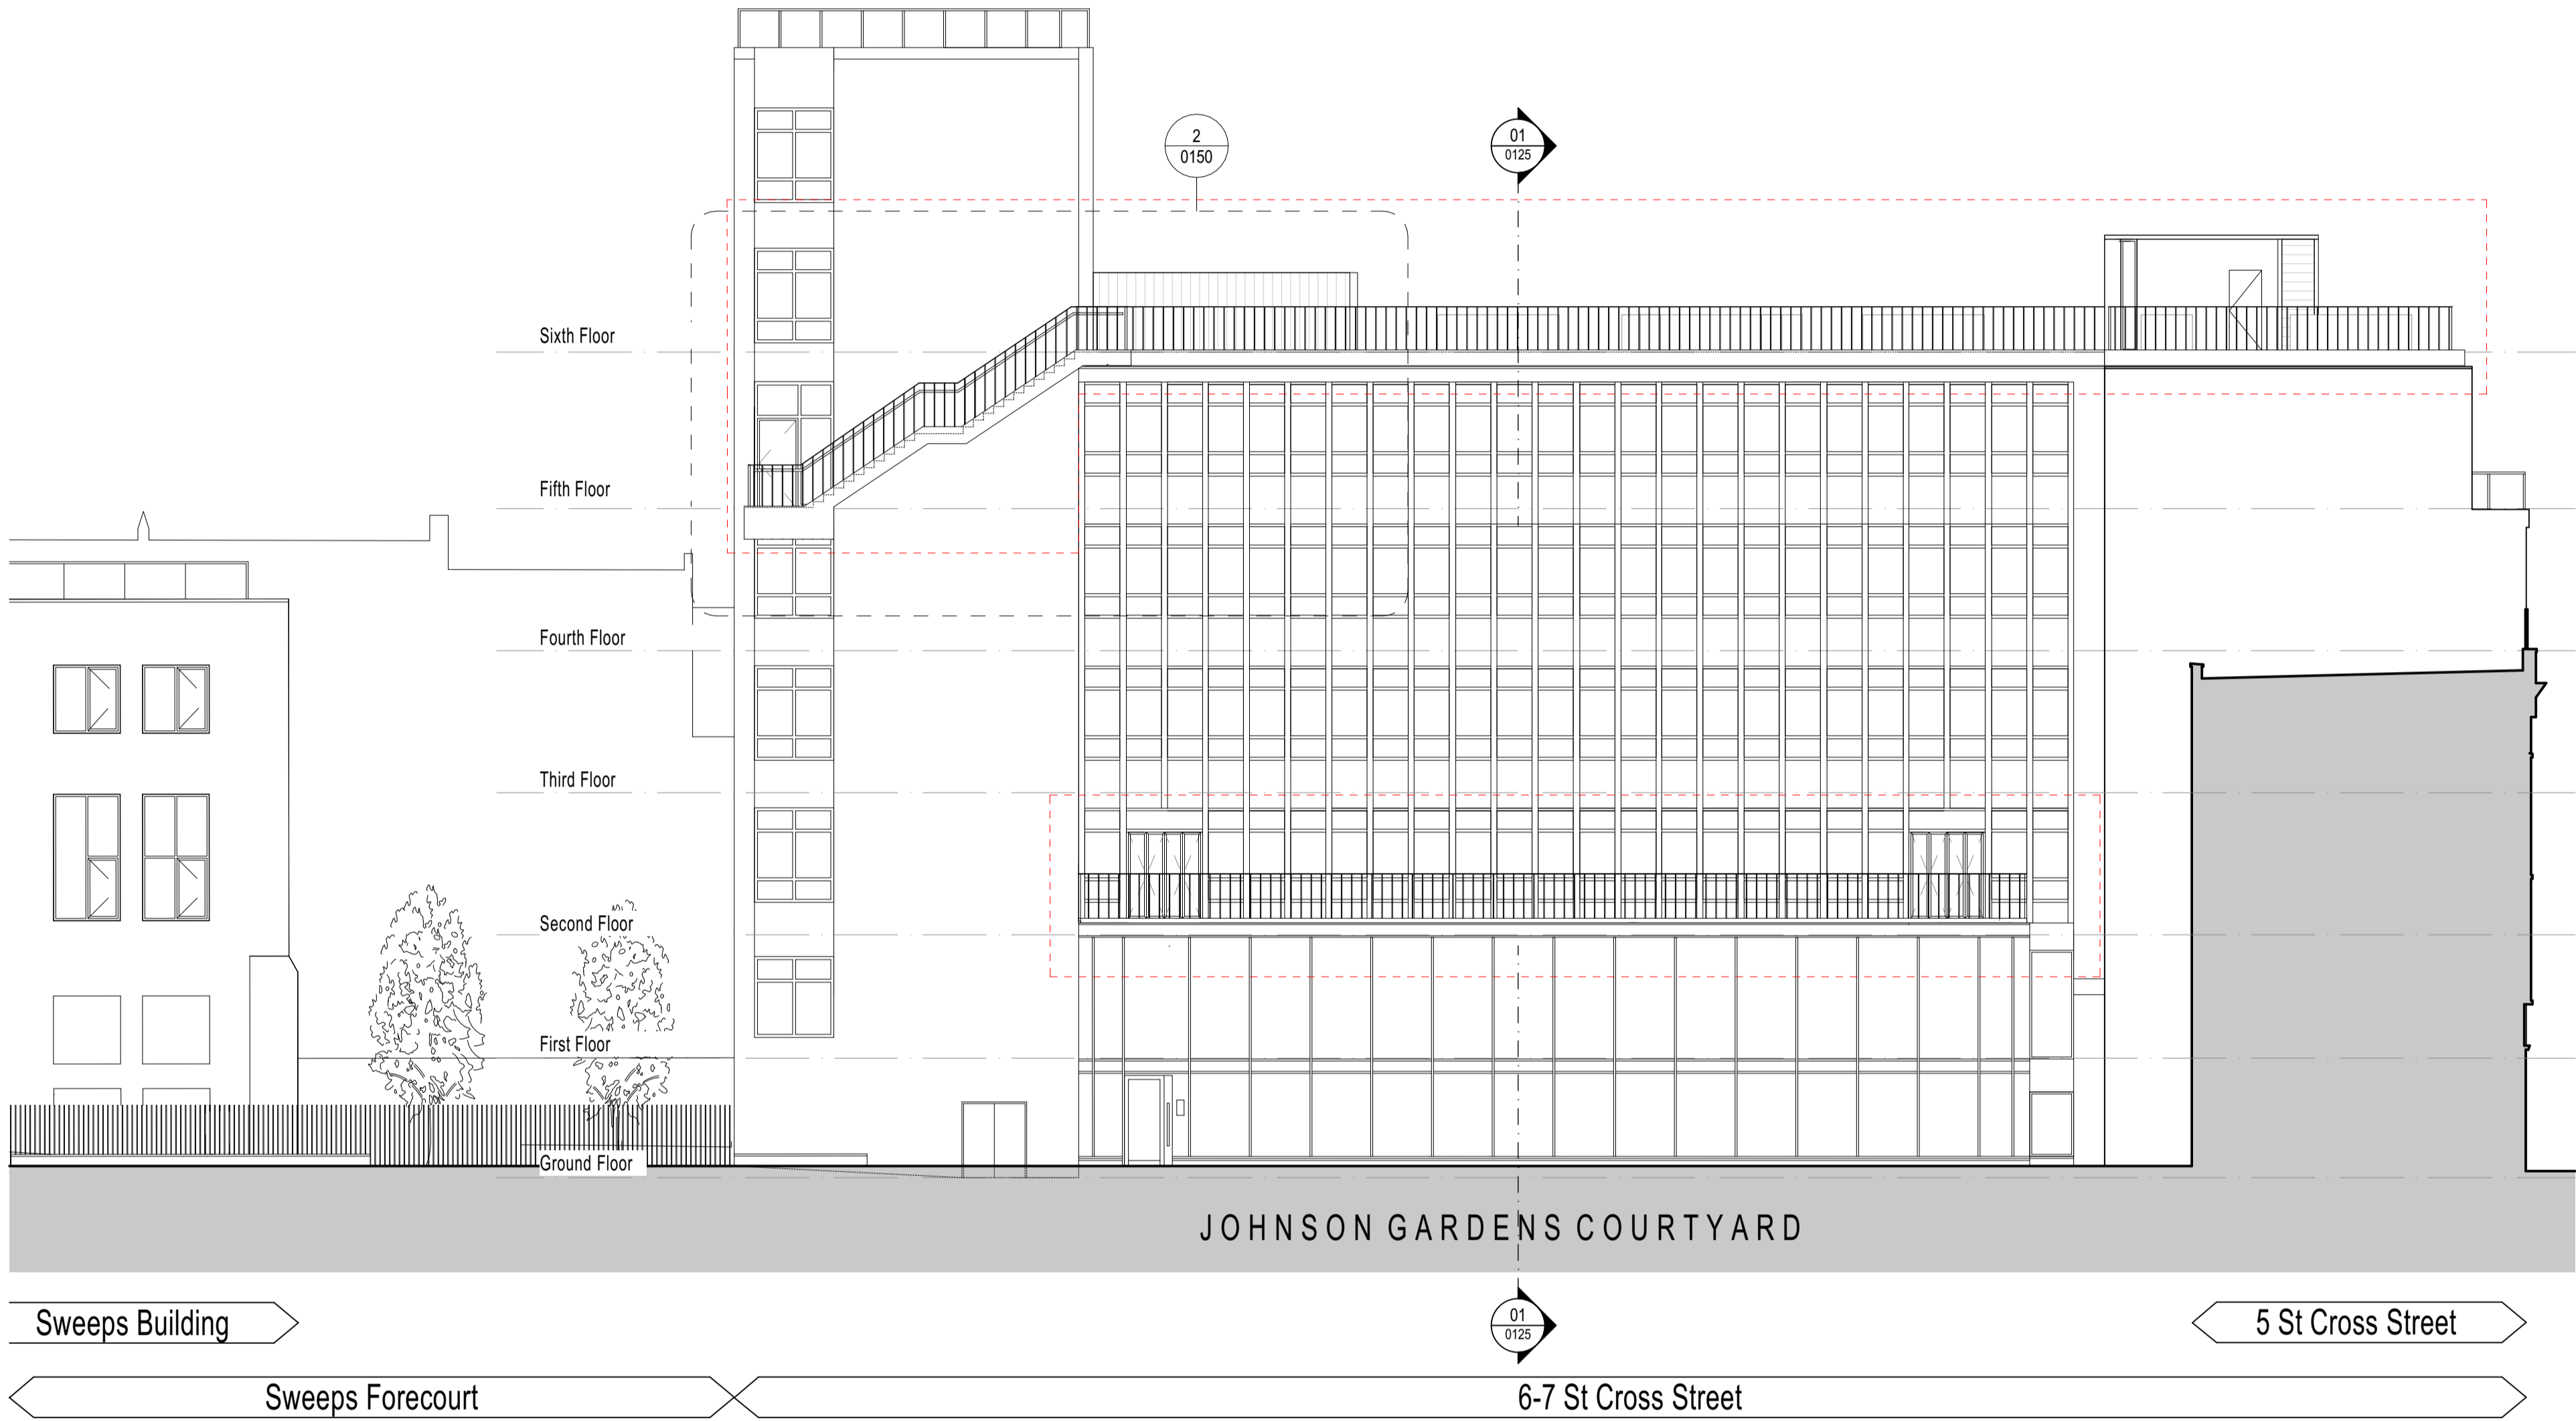 2
0150
01
0125
Sixth Floor
Fifth Floor
Fourth Floor
Third Floor
Second Floor
First Floor
Ground Floor
JOHNSON GARDENS COURTYARD
Sweeps Building
01
0125
5 St Cross Street
Sweeps Forecourt
6-7 St Cross Street